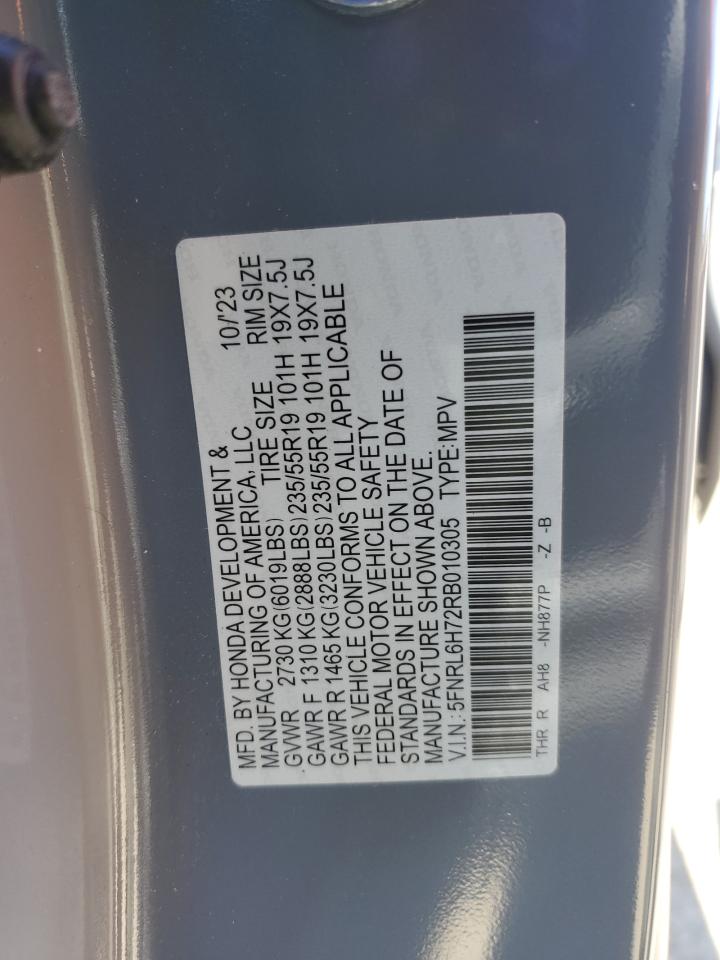 MFD. BY HONDA DEVELOPMENT &
MANUFACTURING OF AMERICA, LLC 10/'23
GVWR 2730 KG(6019LBS) TIRE SIZE RIM SIZE
GAWR F 1310 KG(2888LBS)235/55R19 101H 19X7.5J
GAWR R 1465 KG(3230LBS)235/55R19 101H 19X7.5J
THIS VEHICLE CONFORMS TO ALL APPLICABLE
FEDERAL MOTOR VEHICLE SAFETY
STANDARDS IN EFFECT ON THE DATE OF
MANUFACTURE SHOWN ABOVE.
V.I.N.:5FNRL6H72RB010305 TYPE:MPV
THR R AH8 -NH877P -Z -B